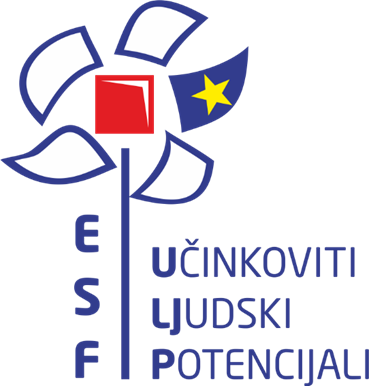 E
S
F
UČINKOVITI
LJUDSKI
POTENCIJALI